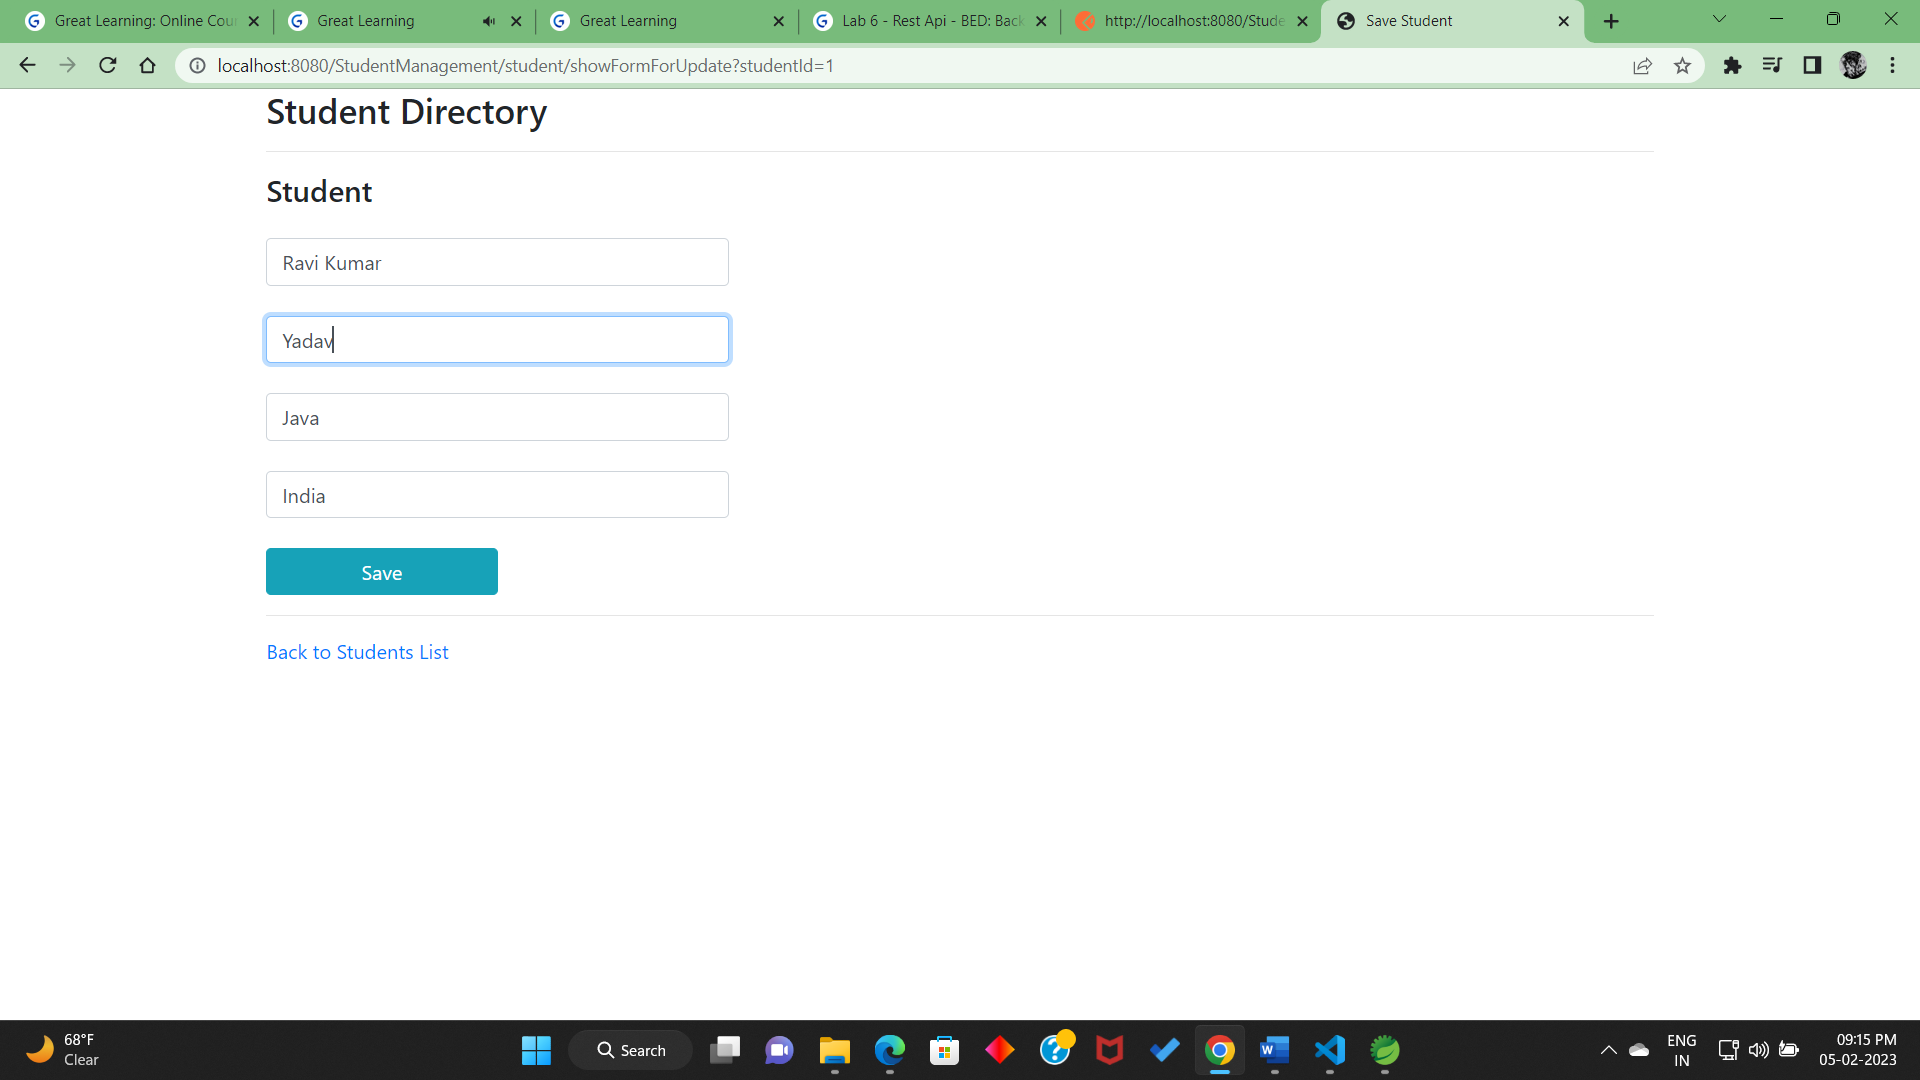 Great Learning: Online Cou
Great Learning
Great Learning
Lab 6 - Rest Api - BED: Back
http://localhost:8080/Stude
Save Student
localhost:8080/StudentManagement/student/showFormForUpdate?studentId=1
Student Directory
Student
Ravi Kumar
Yadav
Java
India
Save
Back to Students List
68°F
Clear
Search
ENG
IN
09:15 PM
05-02-2023